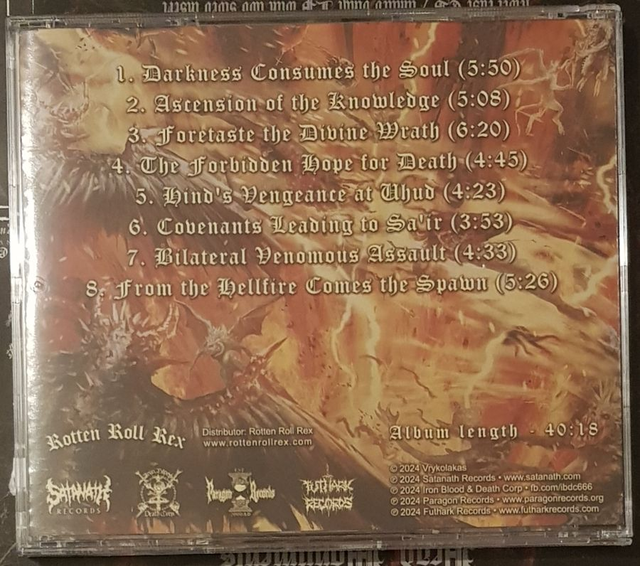 1. Darkness Consumes the Soul (5:50)
2. Ascension of the Knowledge (5:08)
3. Foretaste the Divine Wrath (6:20)
4. The Forbidden Hope for Death (4:45)
5. Hind's Vengeance at Uhud (4:23)
6. Covenants Leading to Sa'ir (3:53)
7. Bilateral Venomous Assault (4:33)
8. From the Hellfire Comes the Spawn (5:26)
Rotten Roll Rex
Distributor: Rotten Roll Rex
www.rottenrollrex.com
Album length - 40:18
SATANATH
RECORDS
Paragon Records
FUTHARK
RECORDS
© 2024 Vrykolakas
℗ 2024 Satanath Records • www.satanath.com
℗ 2024 Iron Blood & Death Corp • fb.com/ibdc666
℗ 2024 Paragon Records • www.paragonrecords.org
℗ 2024 Futhark Records • www.futharkrecords.com